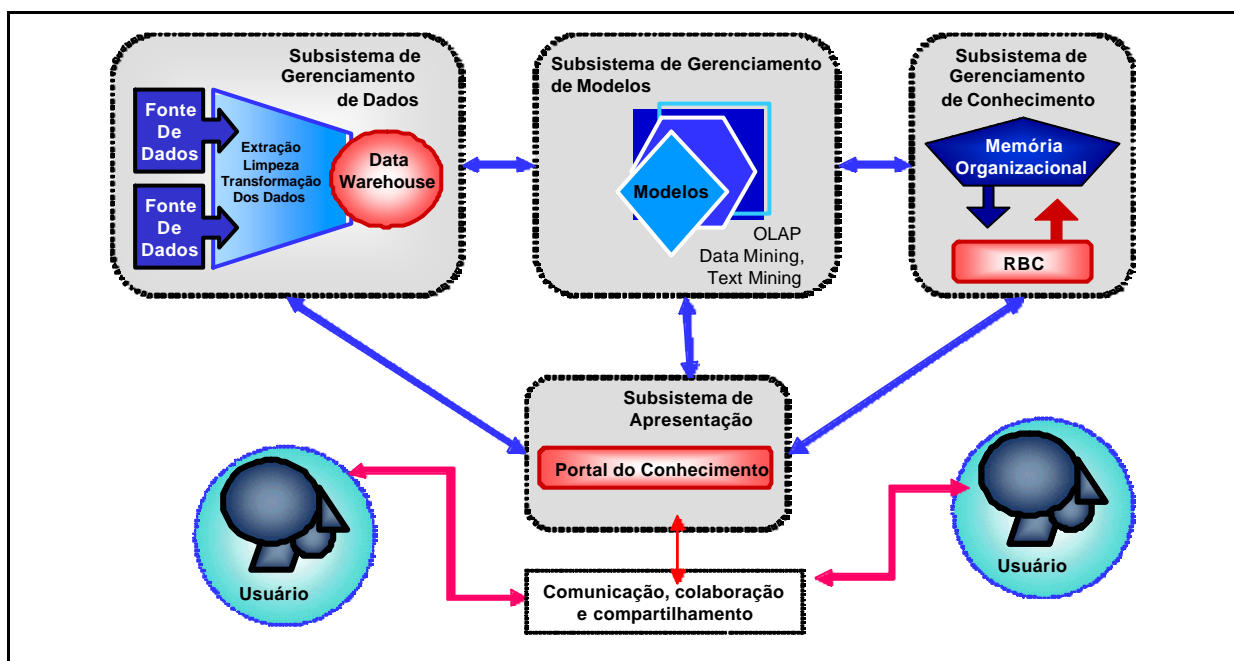 Subsistema de
Gerenciamento
de Dados
Fonte
De
Dados
Fonte
De
Dados
Extração
Limpeza
Transformação
Dos Dados
Data
Warehouse
Subsistema de Gerenciamento
de Modelos
Modelos
OLAP
Data Mining,
Text Mining
Subsistema de
Gerenciamento
de Conhecimento
Memória
Organizacional
RBC
Subsistema de
Apresentação
Portal do Conhecimento
Usuário
Comunicação, colaboração
e compartilhamento
Usuário